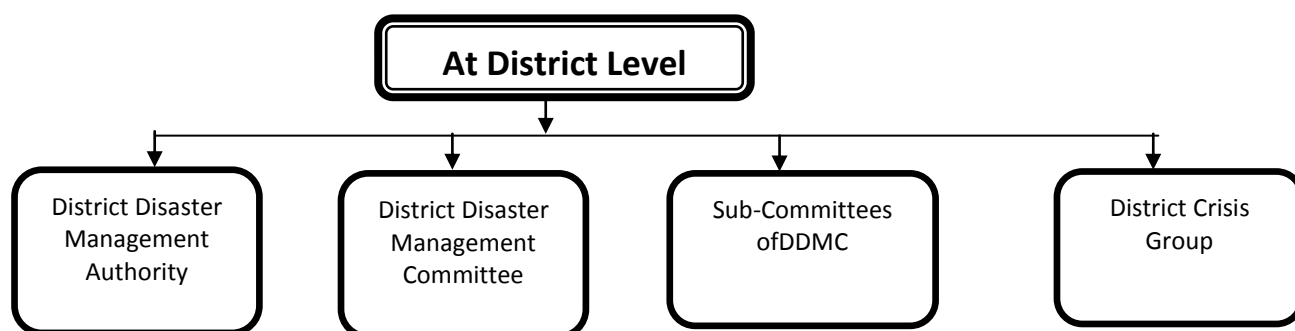 At District Level
District Disaster
Management
Authority
District Disaster
Management
Committee
Sub-Committees
ofDDMC
District Crisis
Group